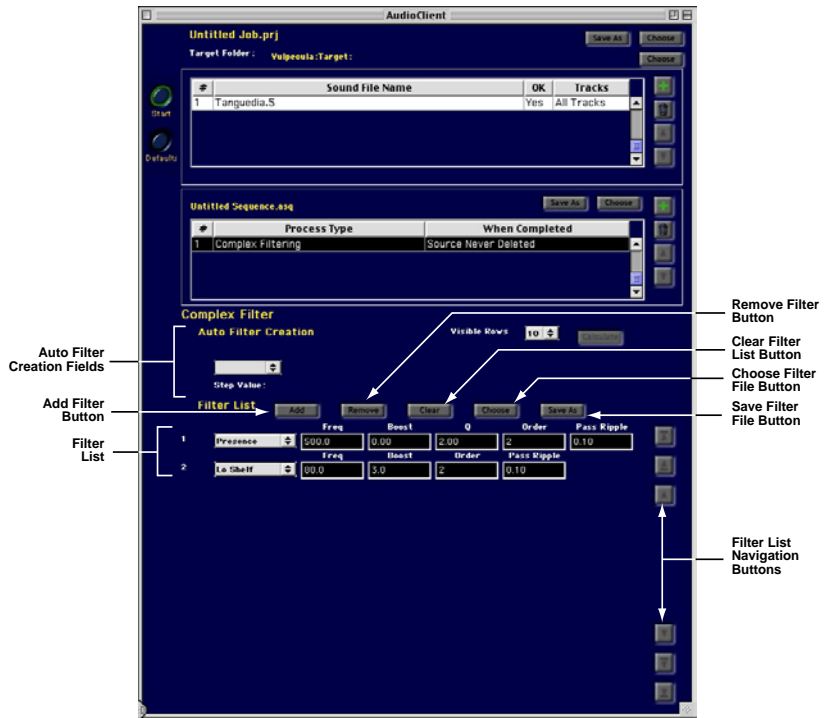 AudioClient
Untitled Job.prj
Save As Choose
Target Folder: Vulpecula:Target:
Choose
# Sound File Name OK Tracks
1 Tanguedia.5 Yes All Tracks
Start
Defaults
Untitled Sequence.asq
Save As Choose
# Process Type When Completed
1 Complex Filtering Source Never Deleted
Complex Filter
Auto Filter Creation
Visible Rows 10 Calculate
Step Value:
Filter List Add Remove Clear Choose Save As
Freq Boost Q Order Pass Ripple
1 Presence 500.0 0.00 2.00 2 0.10
Freq Boost Order Pass Ripple
2 Lo Shelf 80.0 3.0 2 0.10
Auto Filter
Creation Fields
Add Filter
Button
Filter
List
Remove Filter
Button
Clear Filter
List Button
Choose Filter
File Button
Save Filter
File Button
Filter List
Navigation
Buttons